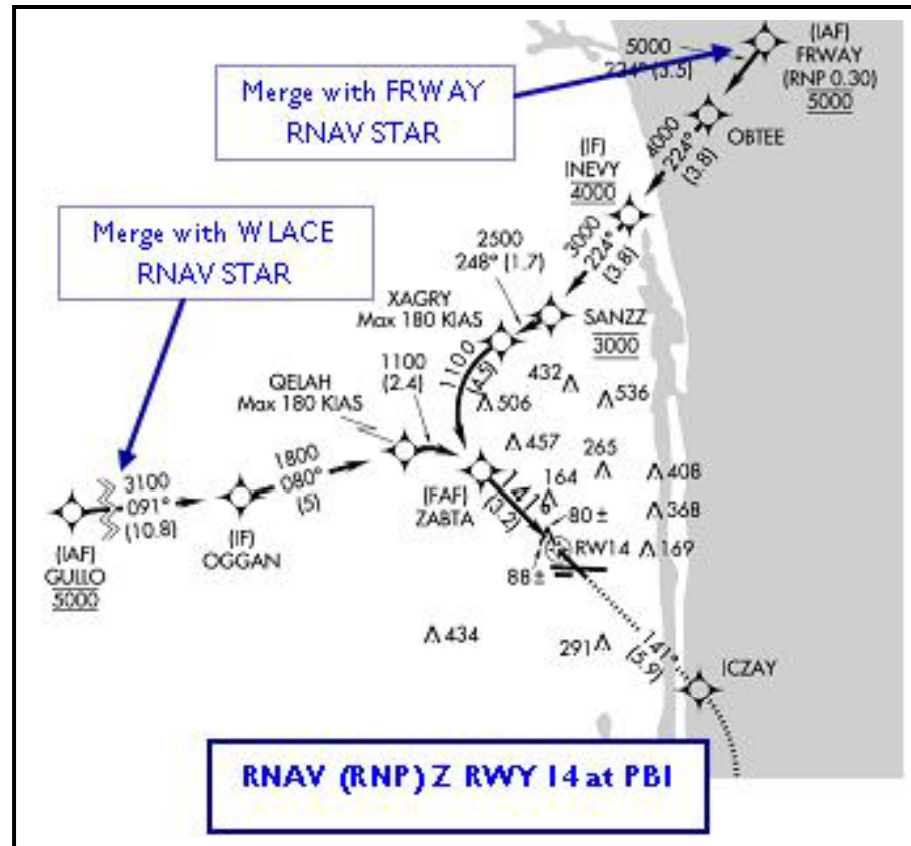 5000
224° (5.5)
(IAF)
FRWAY
(RNP 0.30)
5000
Merge with FRWAY
RNAV STAR
OBTEE
4000
224°
(3.8)
(IF)
INEVY
4000
3000
224°
(3.8)
Merge with WLACE
RNAV STAR
2500
248° (1.7)
XAGRY
Max 180 KIAS
SANZZ
3000
1100
(4.5)
432
536
506
1100
(2.4)
QELAH
Max 180 KIAS
457
265
408
164
1800
080°
(5)
3100
091°
(10.8)
(IAF)
GULLO
5000
(IF)
OGGAN
(FAF)
ZABTA
141°
(3.2)
368
80±
RW14
169
88±
434
291
141°
(5.9)
ICZAY
RNAV (RNP) Z RWY 14 at PBI